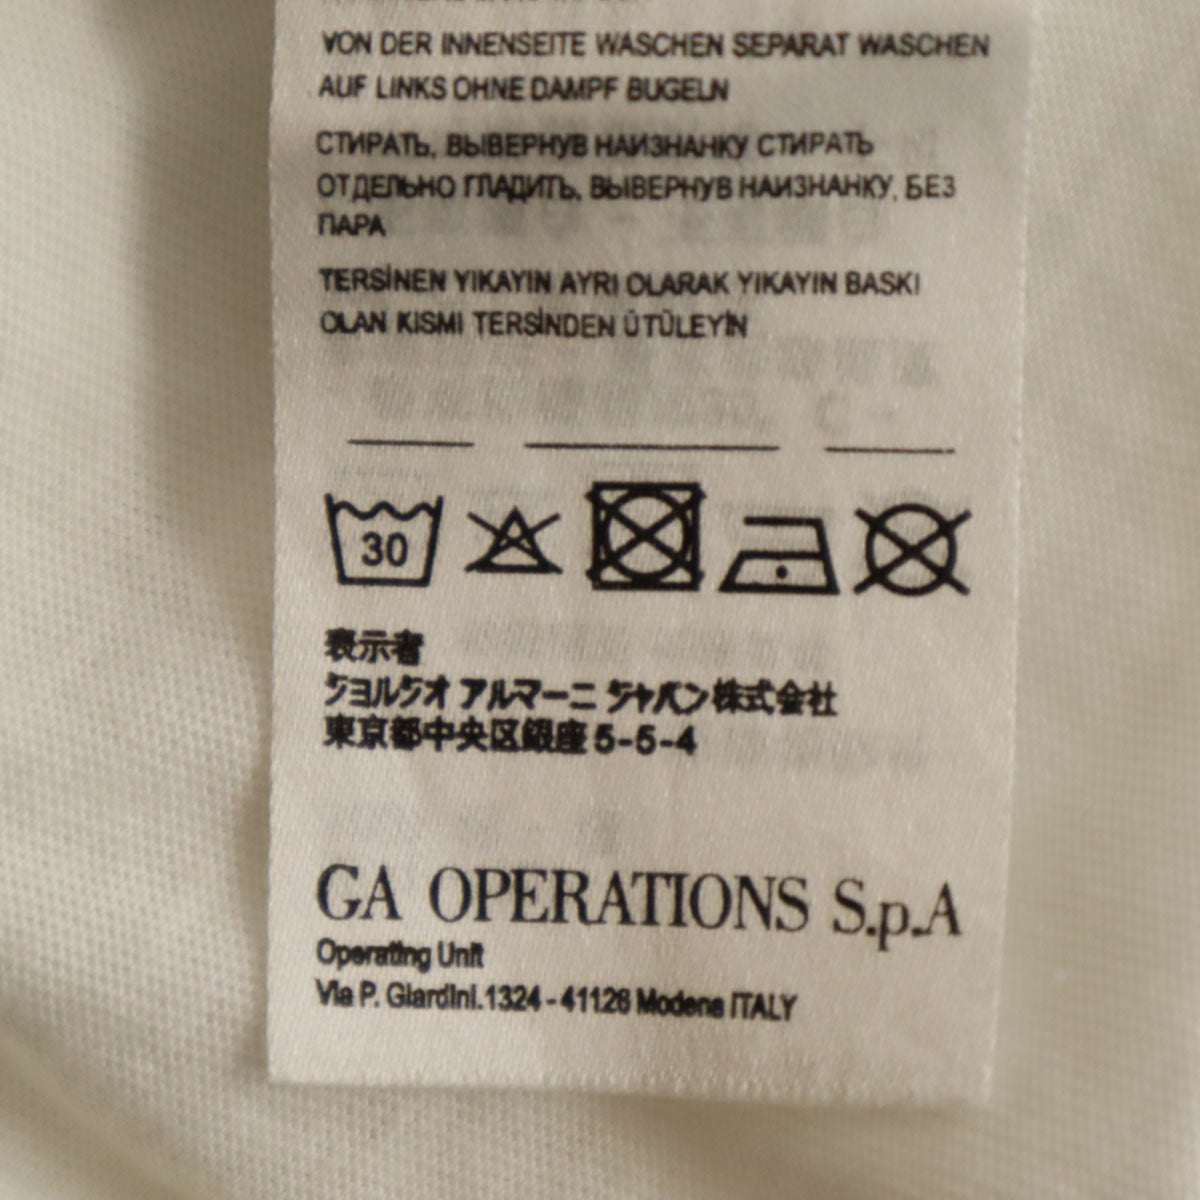 VON DER INNENSEITE WASCHEN SEPARAT WASCHEN
AUF LINKS OHNE DAMPF BUGELN
СТИРАТЬ, ВЫВЕРНУВ НАИЗНАНКУ СТИРАТЬ
ОТДЕЛЬНО ГЛАДИТЬ, ВЫВЕРНУВ НАИЗНАНКУ, БЕЗ
ПАРА
TERSİNEN YIKAYIN AYRI OLARAK YIKAYIN BASKI
OLAN KISMI TERSİNDEN ÜTÜLEYİN
30
表示者
ジョルジオ アルマーニ ジャパン株式会社
東京都中央区銀座 5-5-4
GA OPERATIONS S.p.A
Operating Unit
Via P. Giardini.1324 - 41126 Modena ITALY